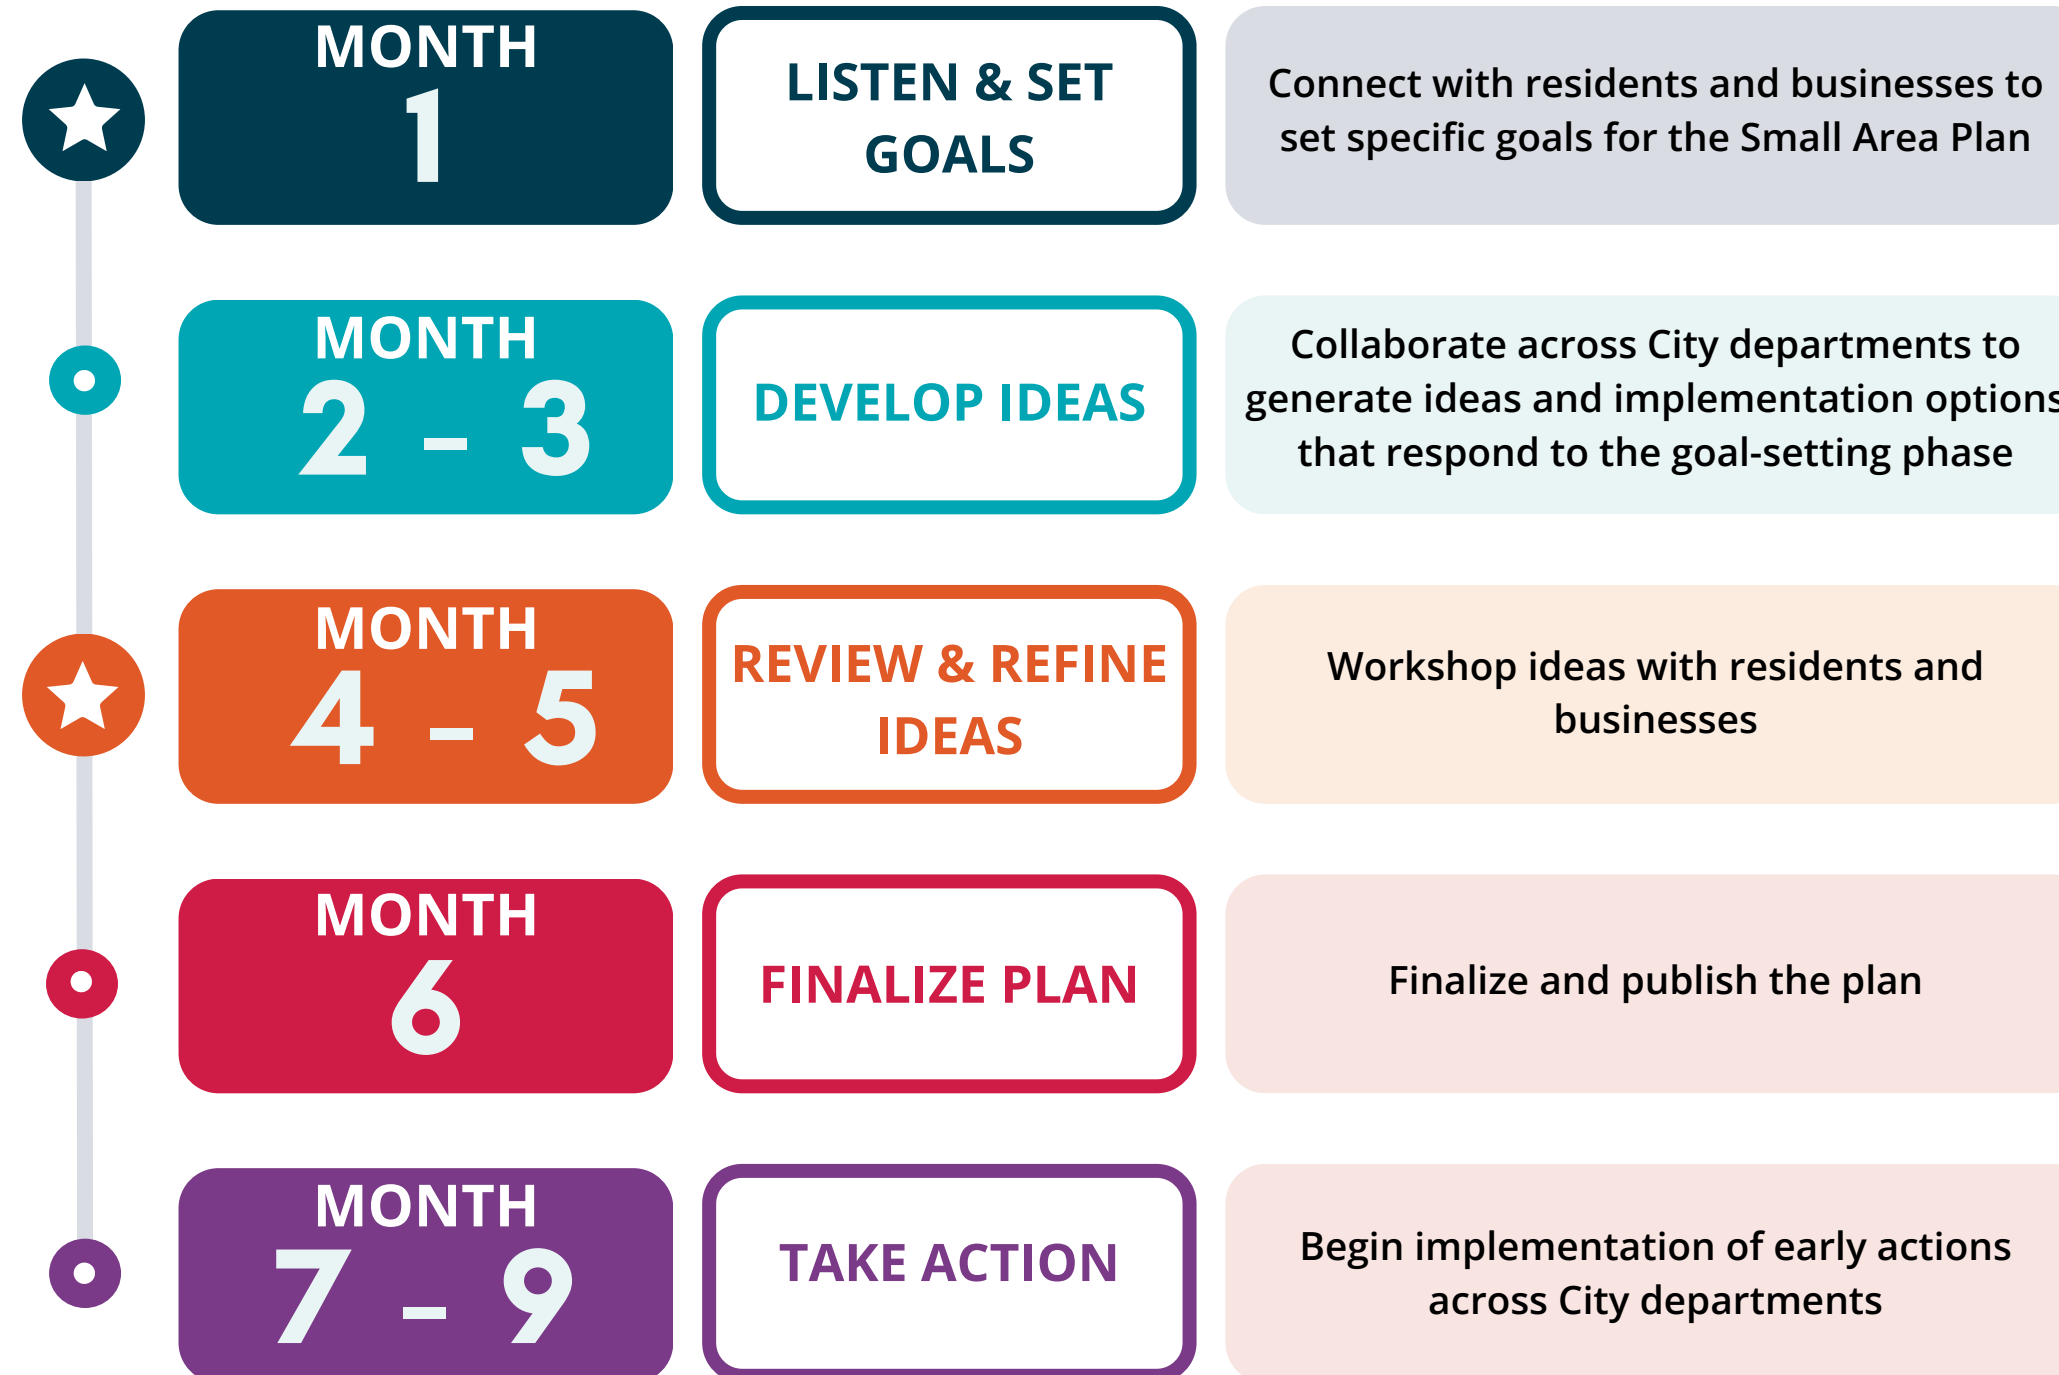 MONTH
1
LISTEN & SET
GOALS
Connect with residents and businesses to
set specific goals for the Small Area Plan
MONTH
2 - 3
DEVELOP IDEAS
Collaborate across City departments to
generate ideas and implementation options
that respond to the goal-setting phase
MONTH
4 - 5
REVIEW & REFINE
IDEAS
Workshop ideas with residents and
businesses
MONTH
6
FINALIZE PLAN
Finalize and publish the plan
MONTH
7 - 9
TAKE ACTION
Begin implementation of early actions
across City departments